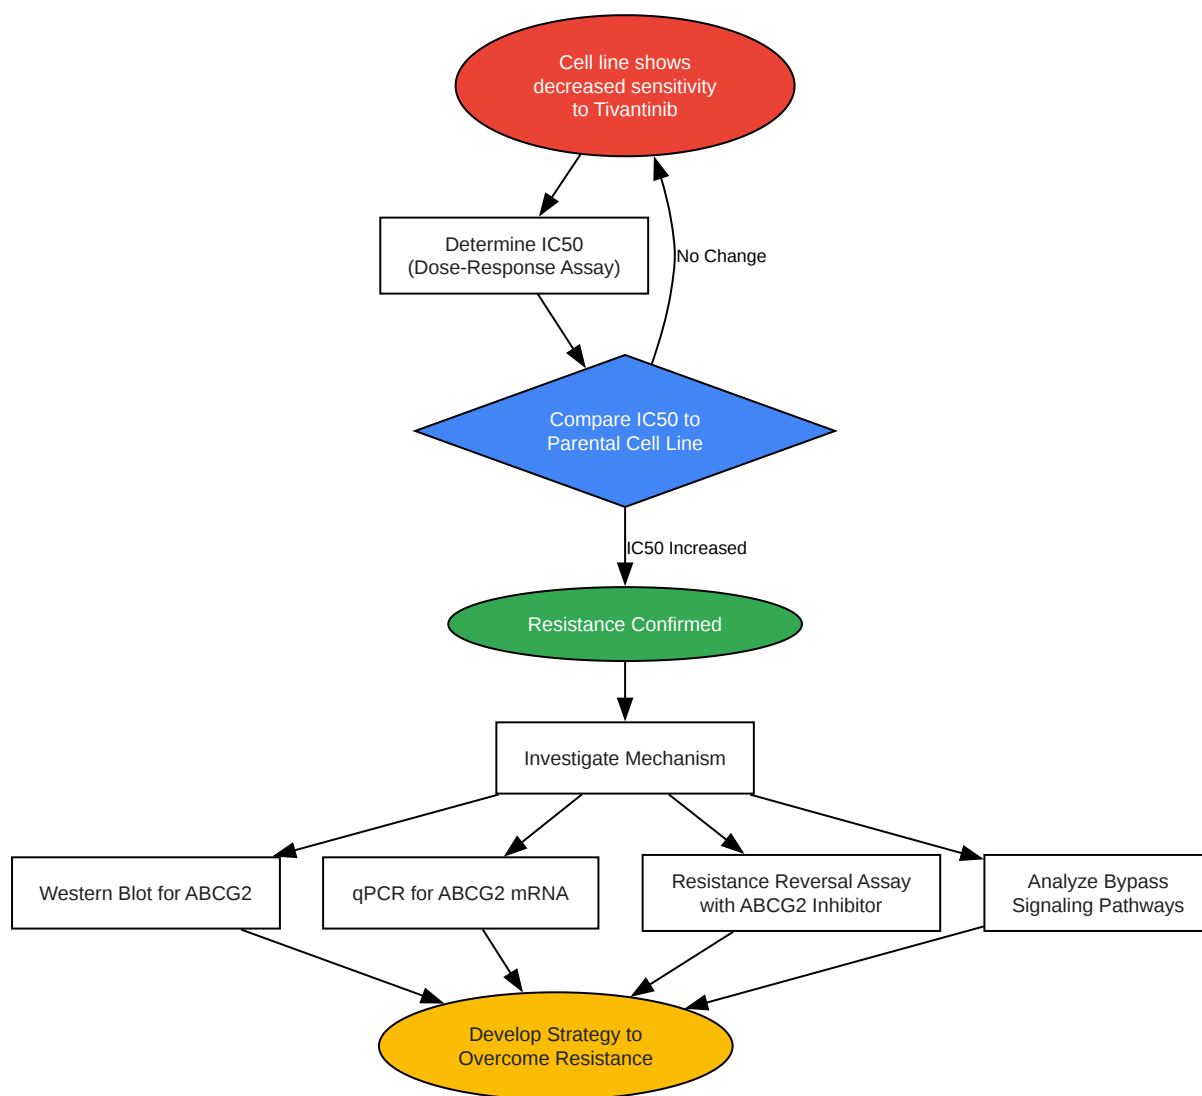 Cell line shows
decreased sensitivity
to Tivantinib
Determine IC50
(Dose-Response Assay)
No Change
Compare IC50 to
Parental Cell Line
IC50 Increased
Resistance Confirmed
Investigate Mechanism
Western Blot for ABCG2
qPCR for ABCG2 mRNA
Resistance Reversal Assay
with ABCG2 Inhibitor
Analyze Bypass
Signaling Pathways
Develop Strategy to
Overcome Resistance